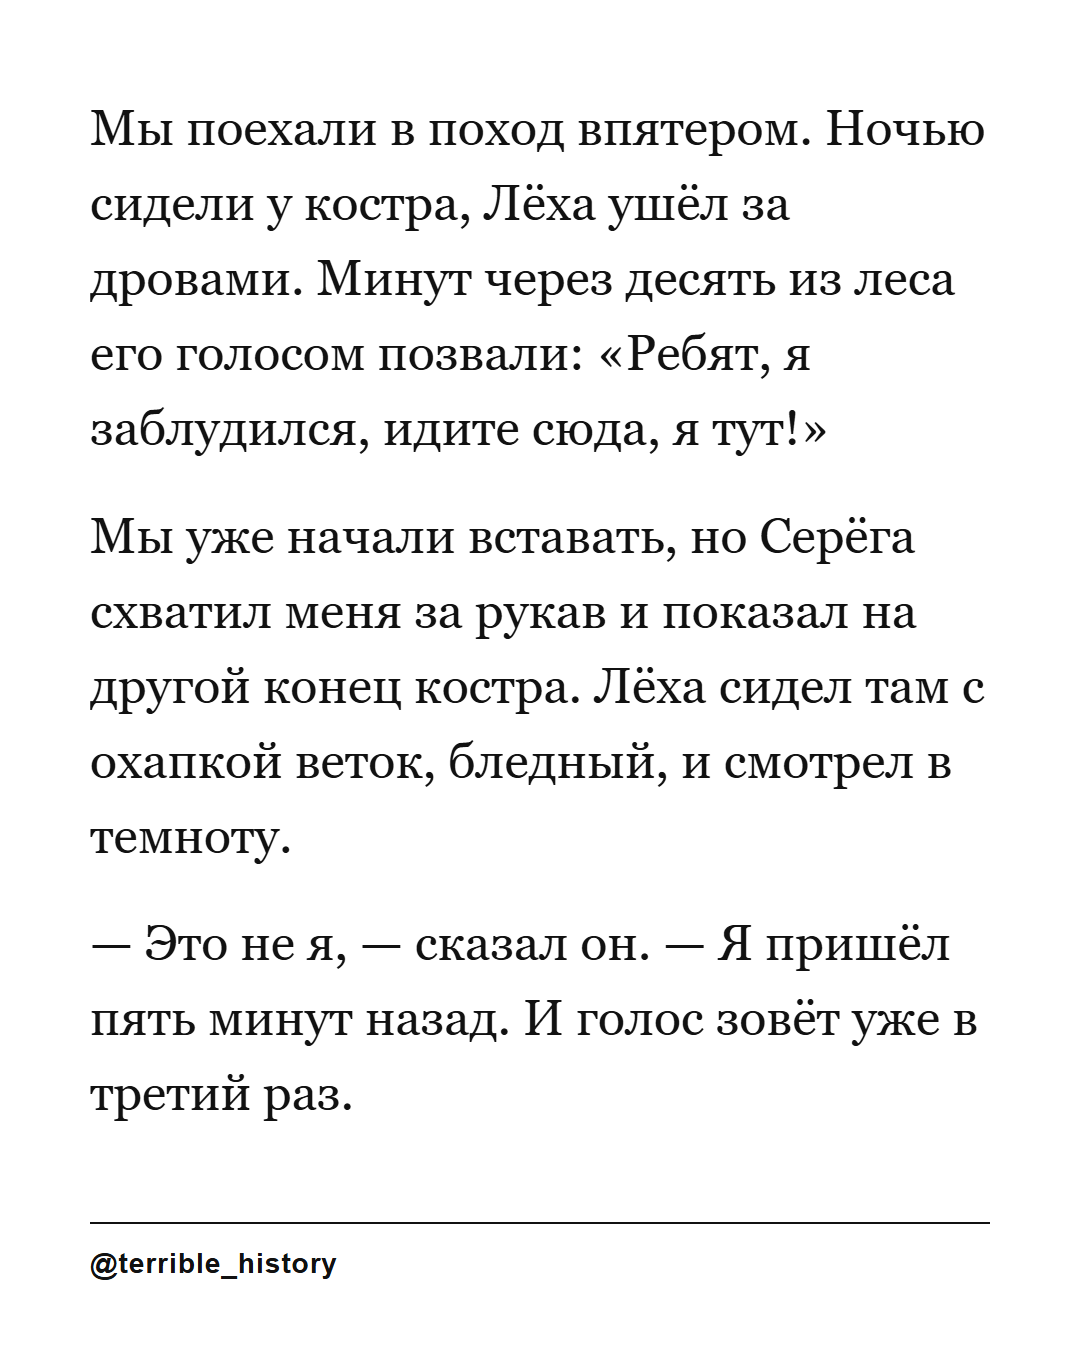 Мы поехали в поход впятером. Ночью
сидели у костра, Лёха ушёл за
дровами. Минут через десять из леса
его голосом позвали: «Ребят, я
заблудился, идите сюда, я тут!»
Мы уже начали вставать, но Серёга
схватил меня за рукав и показал на
другой конец костра. Лёха сидел там с
охапкой веток, бледный, и смотрел в
темноту.
— Это не я, — сказал он. — Я пришёл
пять минут назад. И голос зовёт уже в
третий раз.
@terrible_history